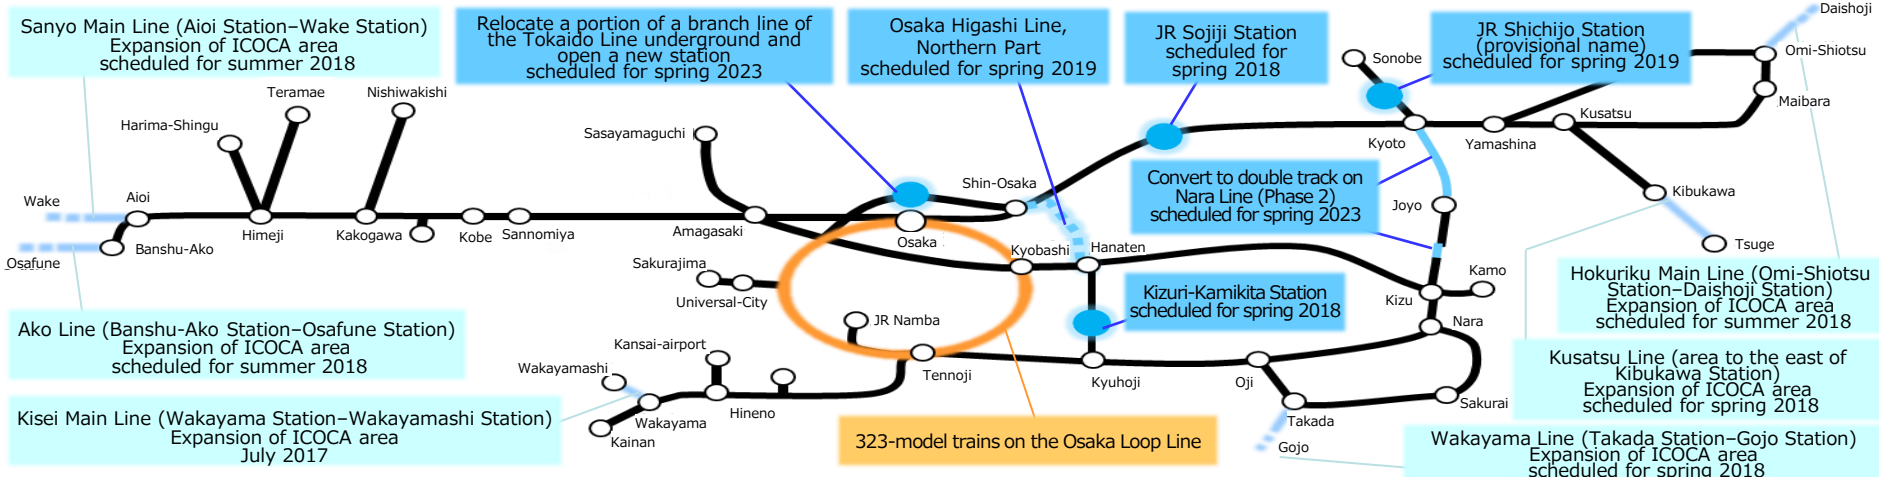 Sanyo Main Line (Aioi Station–Wake Station)
Expansion of ICOCA area
scheduled for summer 2018
Relocate a portion of a branch line of
the Tokaido Line underground and
open a new station
scheduled for spring 2023
Osaka Higashi Line,
Northern Part
scheduled for spring 2019
JR Sojiji Station
scheduled for
spring 2018
JR Shichijo Station
(provisional name)
scheduled for spring 2019
Daishoji
Omi-Shiotsu
Maibara
Sonobe
Kusatsu
Kyoto
Yamashina
Teramae
Nishiwakishi
Harima-Shingu
Sasayamaguchi
Shin-Osaka
Convert to double track on
Nara Line (Phase 2)
scheduled for spring 2023
Kibukawa
Joyo
Tsuge
Wake
Aioi
Himeji
Kakogawa
Kobe
Sannomiya
Amagasaki
Osaka
Kyobashi
Hanaten
Banshu-Ako
Osafune
Sakurajima
Universal-City
Kizuri-Kamikita Station
scheduled for spring 2018
Kamo
Kizu
Nara
Hokuriku Main Line (Omi-Shiotsu
Station–Daishoji Station)
Expansion of ICOCA area
scheduled for summer 2018
Ako Line (Banshu-Ako Station–Osafune Station)
Expansion of ICOCA area
scheduled for summer 2018
JR Namba
Kansai-airport
Wakayamashi
Tennoji
Kyuhoji
Oji
Kusatsu Line (area to the east of
Kibukawa Station)
Expansion of ICOCA area
scheduled for spring 2018
Hineno
Wakayama
Kainan
Takada
Sakurai
Gojo
Kisei Main Line (Wakayama Station–Wakayamashi Station)
Expansion of ICOCA area
July 2017
323-model trains on the Osaka Loop Line
Wakayama Line (Takada Station–Gojo Station)
Expansion of ICOCA area
scheduled for spring 2018